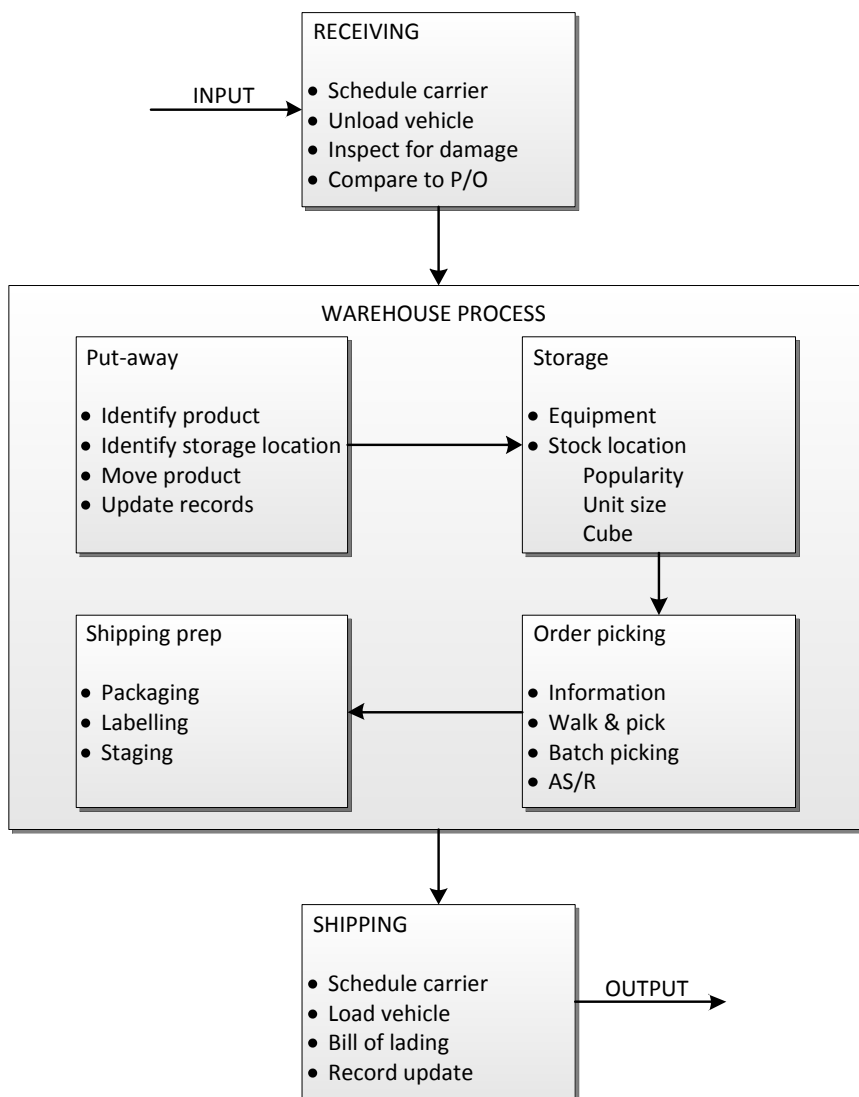 RECEIVING
INPUT
• Schedule carrier
• Unload vehicle
• Inspect for damage
• Compare to P/O
WAREHOUSE PROCESS
Put-away
• Identify product
• Identify storage location
• Move product
• Update records
Storage
• Equipment
• Stock location
Popularity
Unit size
Cube
Order picking
• Information
• Walk & pick
• Batch picking
• AS/R
Shipping prep
• Packaging
• Labelling
• Staging
SHIPPING
• Schedule carrier
• Load vehicle
• Bill of lading
• Record update
OUTPUT